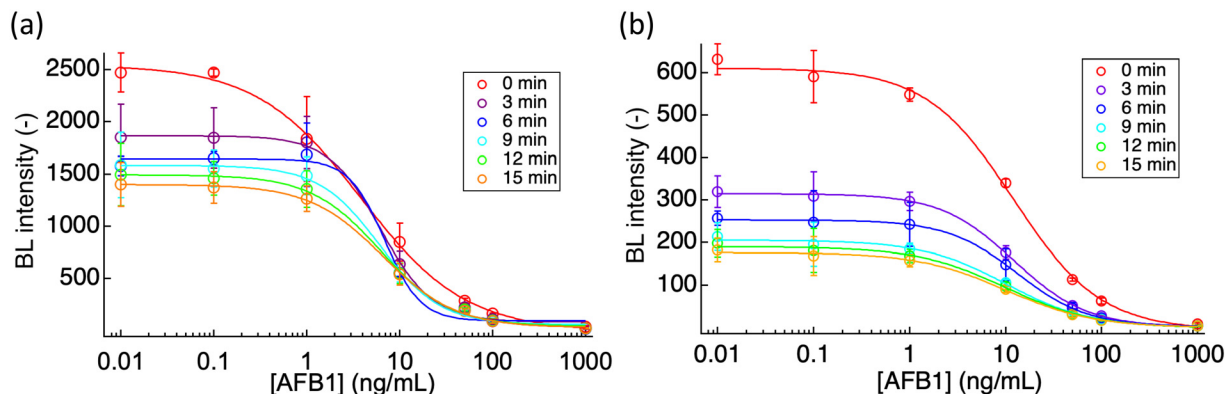 (a)
BL intensity (-)
2500
2000
1500
1000
500
0.01
0.1
1
10
100
1000
[AFB1] (ng/mL)
0 min
3 min
6 min
9 min
12 min
15 min
(b)
BL intensity (-)
600
500
400
300
200
100
0.01
0.1
1
10
100
1000
[AFB1] (ng/mL)
0 min
3 min
6 min
9 min
12 min
15 min